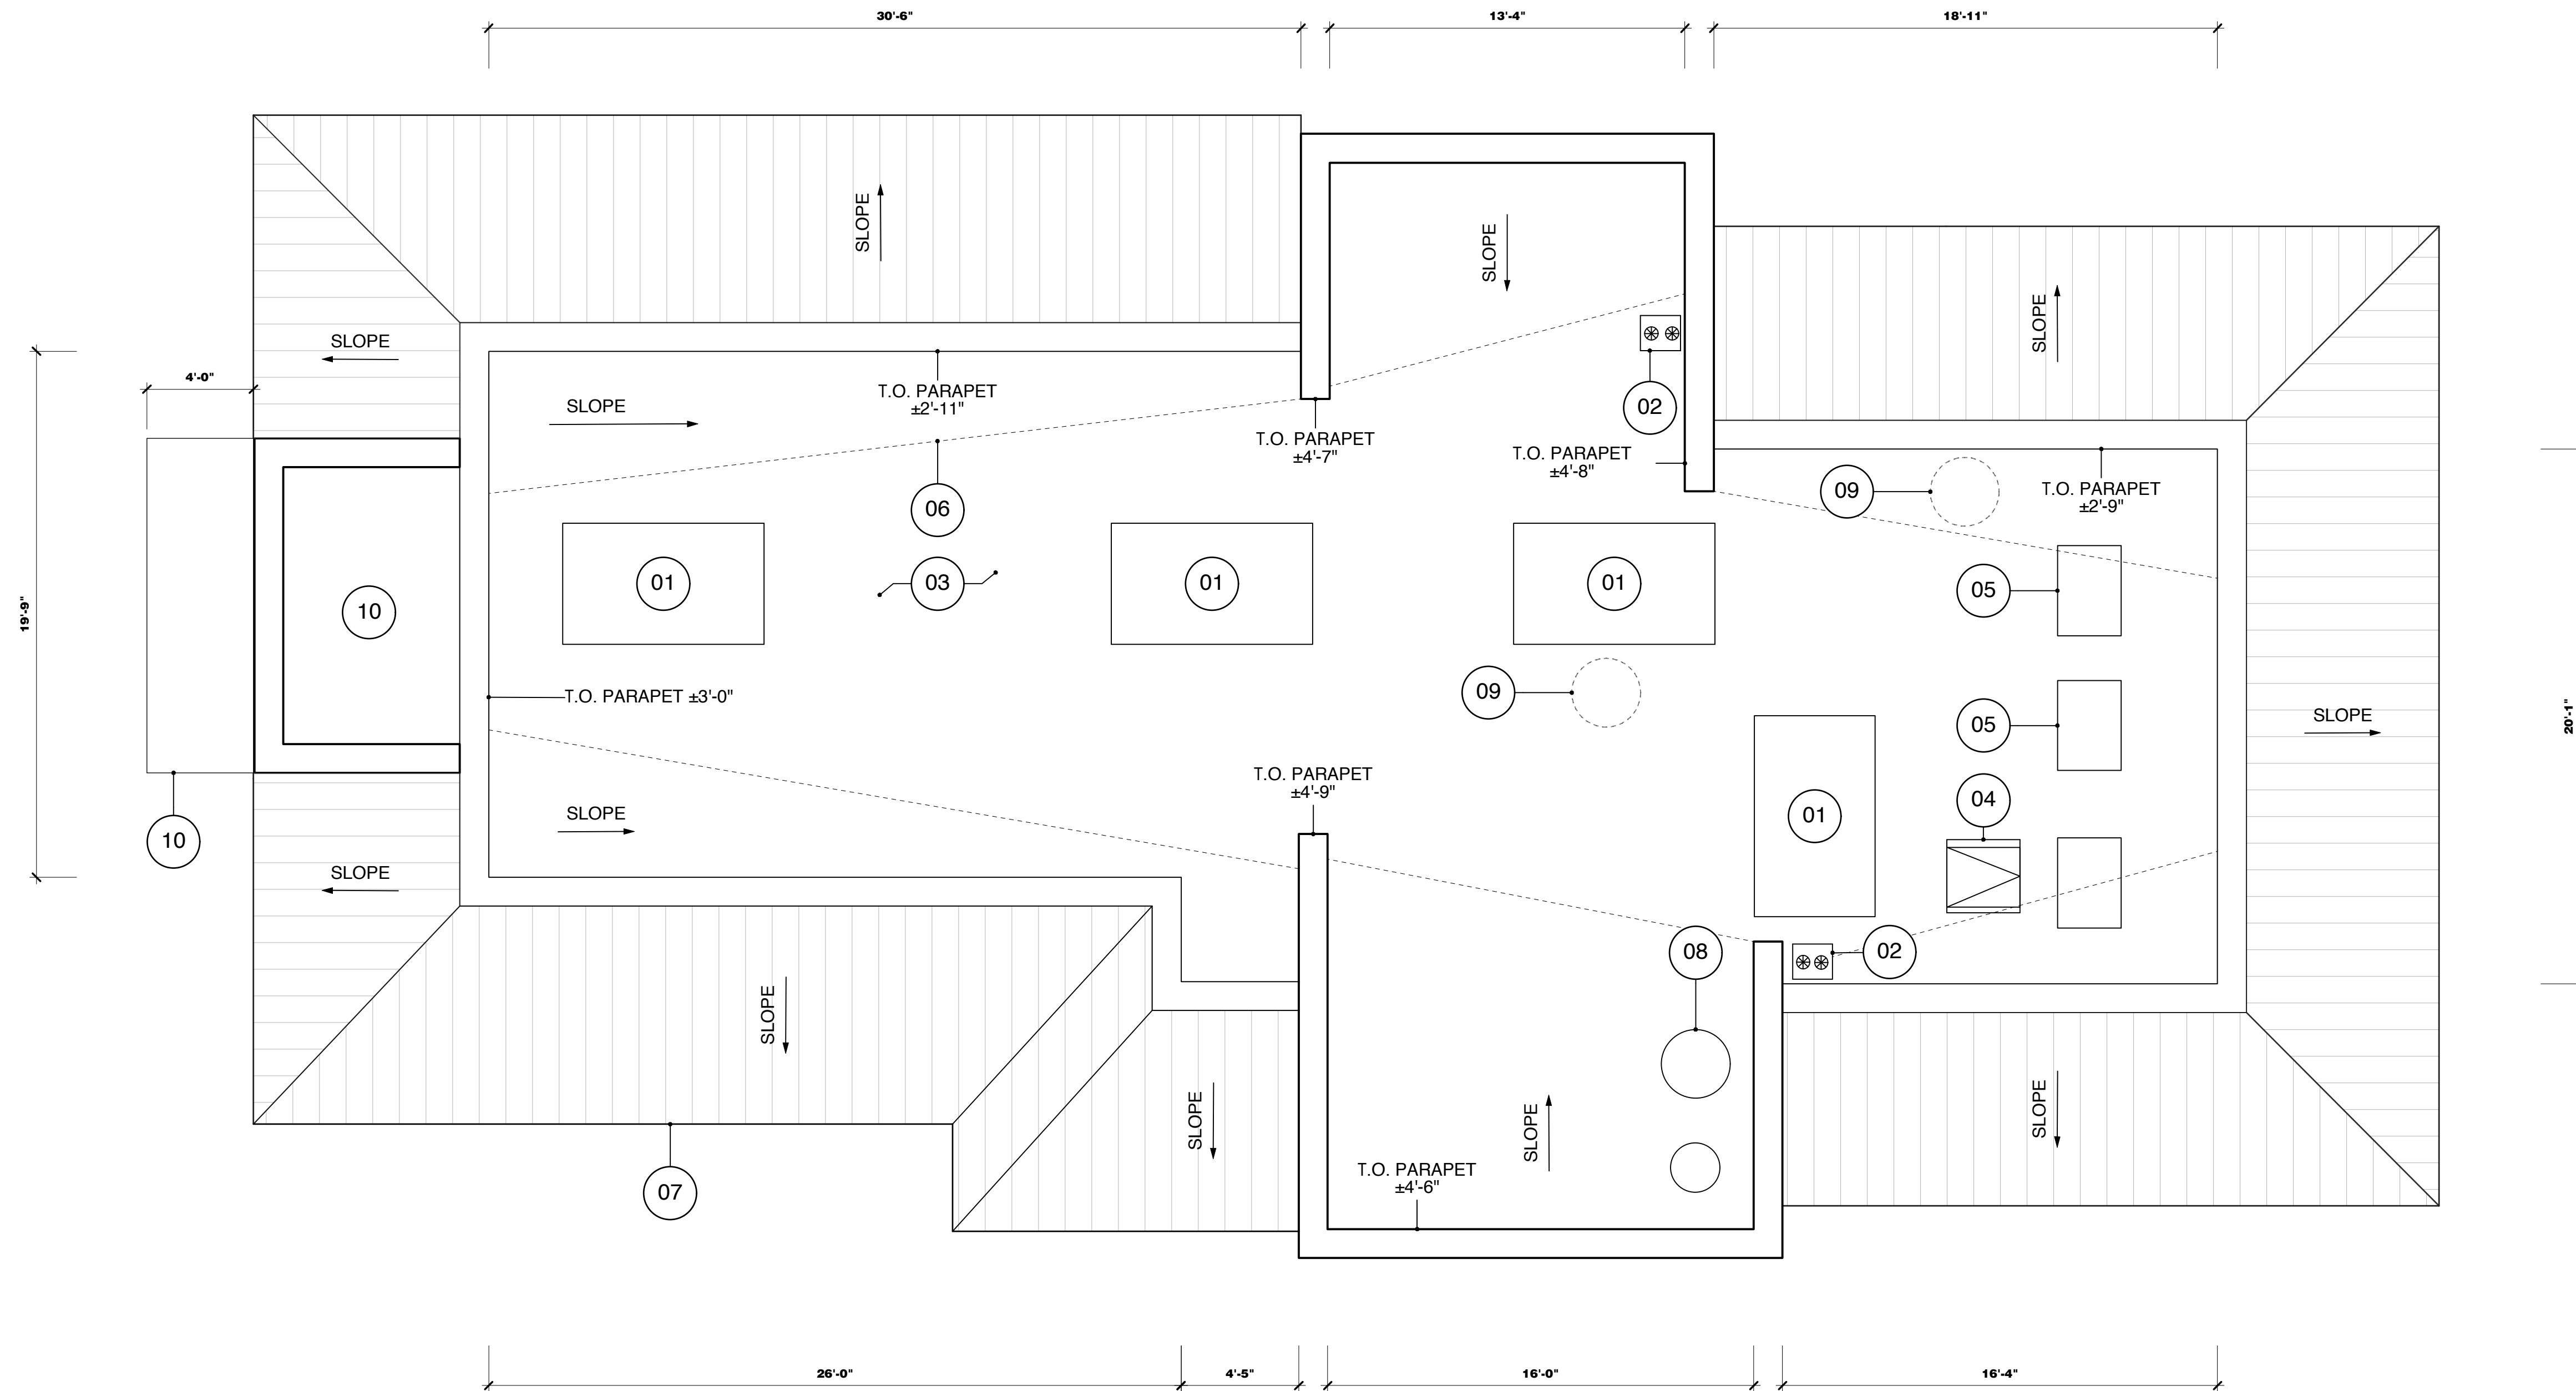 30'-6"
13'-4"
18'-11"
SLOPE
SLOPE
SLOPE
SLOPE
4'-0"
T.O. PARAPET
±2'-11"
SLOPE
02
T.O. PARAPET
±4'-7"
T.O. PARAPET
±4'-8"
09
T.O. PARAPET
±2'-9"
06
01
03
01
01
05
10
19'-9"
T.O. PARAPET ±3'-0"
09
05
SLOPE
20'-1"
T.O. PARAPET
±4'-9"
04
SLOPE
01
10
SLOPE
08
02
SLOPE
SLOPE
SLOPE
SLOPE
T.O. PARAPET
±4'-6"
07
26'-0"
4'-5"
16'-0"
16'-4"